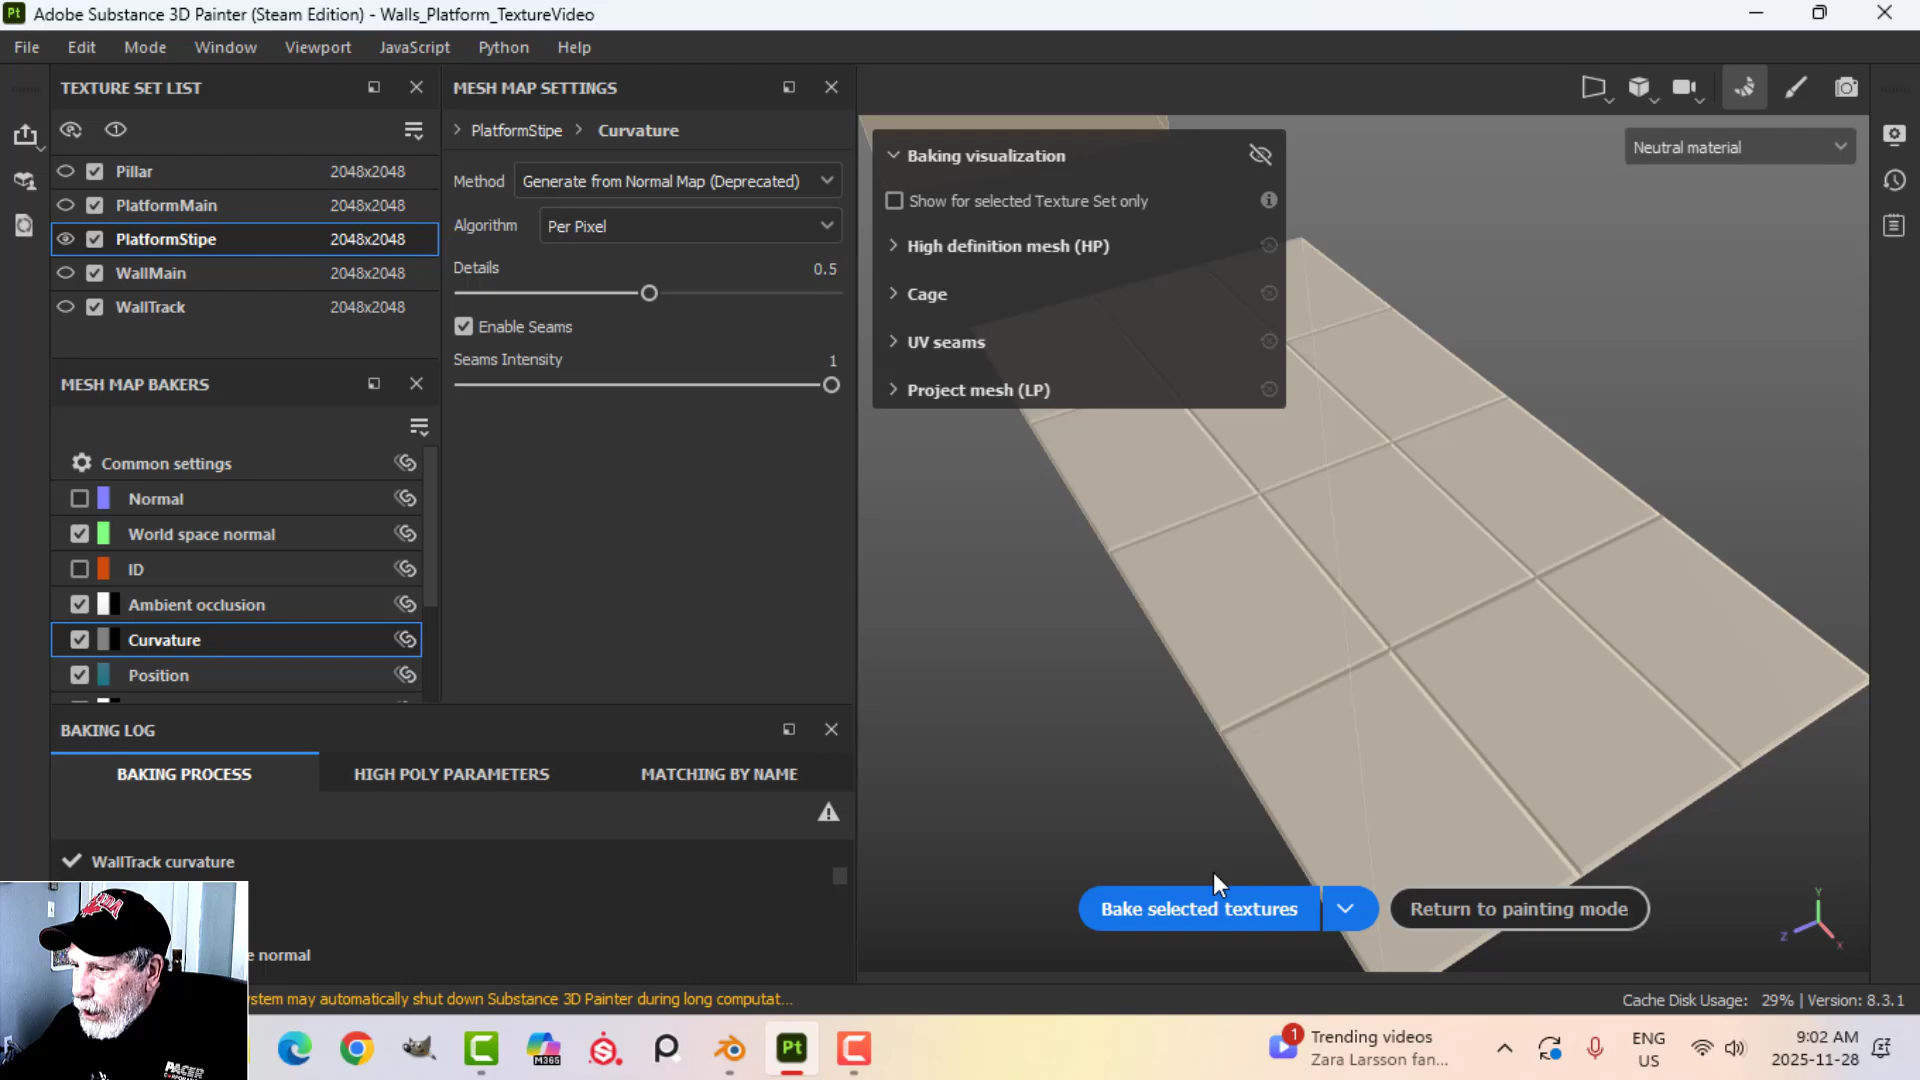 Adobe Substance 3D Painter (Steam Edition) - Walls_Platform_TextureVideo
File Edit Mode Window Viewport JavaScript Python Help
TEXTURE SET LIST
Pillar 2048x2048
PlatformMain 2048x2048
PlatformStipe 2048x2048
WallMain 2048x2048
WallTrack 2048x2048
MESH MAP BAKERS
Common settings
Normal
World space normal
ID
Ambient occlusion
Curvature
Position
MESH MAP SETTINGS
PlatformStipe > Curvature
Method Generate from Normal Map (Deprecated)
Algorithm Per Pixel
Details 0.5
Enable Seams
Seams Intensity 1
BAKING LOG
BAKING PROCESS HIGH POLY PARAMETERS MATCHING BY NAME
WallTrack curvature
e normal
Baking visualization
Show for selected Texture Set only
High definition mesh (HP)
Cage
UV seams
Project mesh (LP)
Neutral material
Bake selected textures
Return to painting mode
Y
Z
X
ystem may automatically shut down Substance 3D Painter during long computat...
Cache Disk Usage: 29% | Version: 8.3.1
M365
Pt
1
Trending videos
Zara Larsson fan...
ENG
US
9:02 AM
2025-11-28
PACER